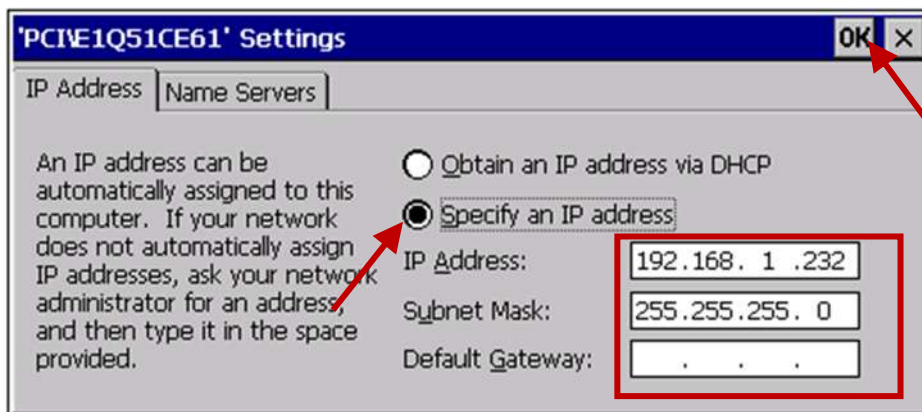 'PCI\E1Q51CE61' Settings
OK ×
IP Address
Name Servers
An IP address can be
automatically assigned to this
computer. If your network
does not automatically assign
IP addresses, ask your network
administrator for an address,
and then type it in the space
provided.
Obtain an IP address via DHCP
Specify an IP address
IP Address: 192.168. 1 .232
Subnet Mask: 255.255.255. 0
Default Gateway: . . .